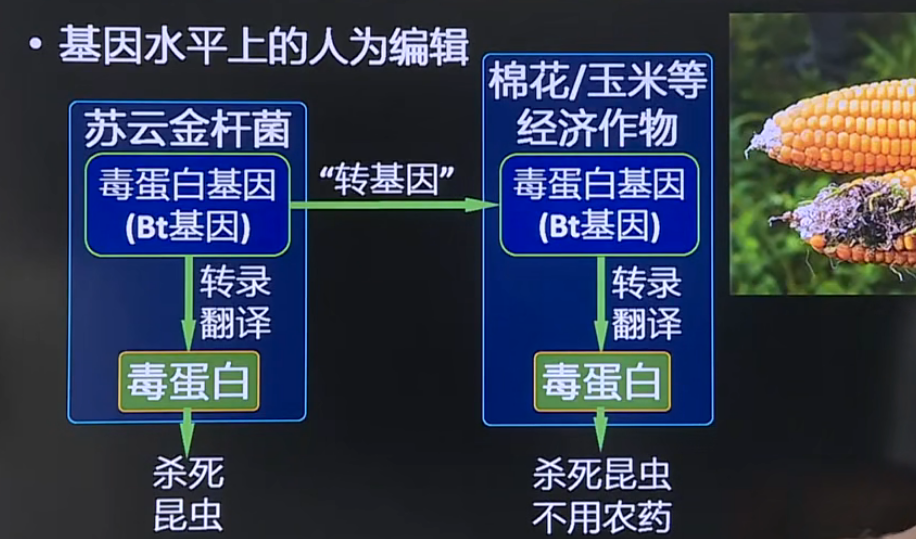 • 基因水平上的人为编辑
苏云金杆菌
毒蛋白基因
(Bt基因)
转录
翻译
毒蛋白
杀死
昆虫
“转基因”
棉花/玉米等
经济作物
毒蛋白基因
(Bt基因)
转录
翻译
毒蛋白
杀死昆虫
不用农药